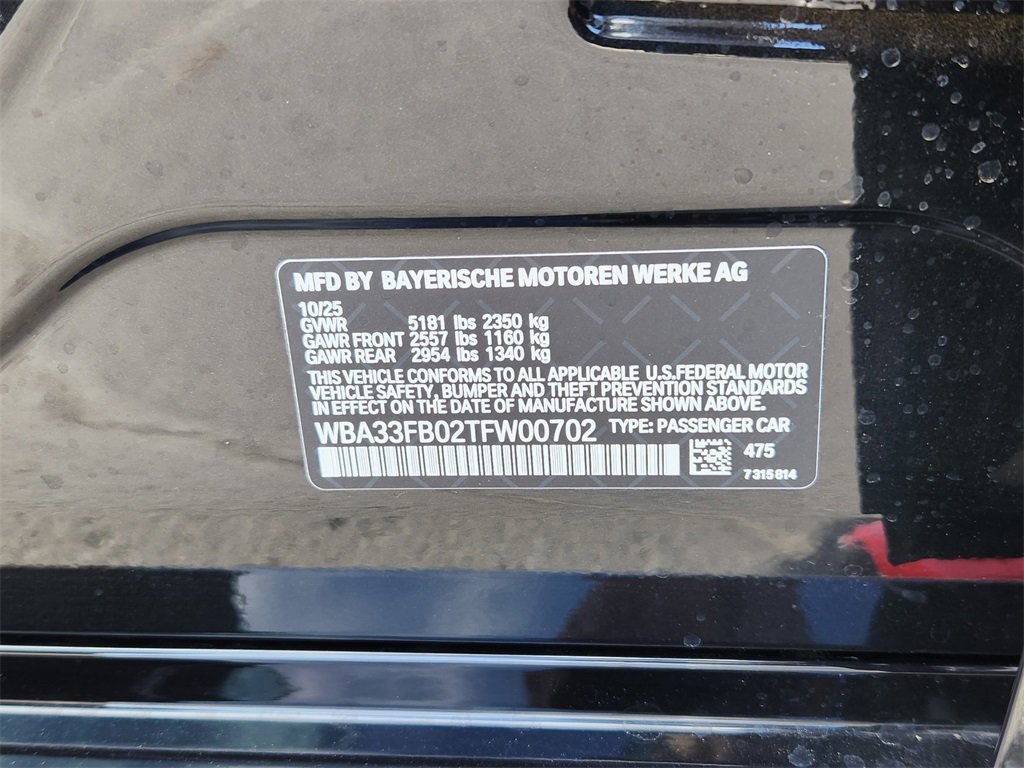 MFD BY BAYERISCHE MOTOREN WERKE AG
10/25
GVWR 5181 lbs 2350 kg
GAWR FRONT 2557 lbs 1160 kg
GAWR REAR 2954 lbs 1340 kg
THIS VEHICLE CONFORMS TO ALL APPLICABLE U.S.FEDERAL MOTOR
VEHICLE SAFETY, BUMPER AND THEFT PREVENTION STANDARDS
IN EFFECT ON THE DATE OF MANUFACTURE SHOWN ABOVE.
WBA33FB02TFW00702 TYPE: PASSENGER CAR
475
7315814